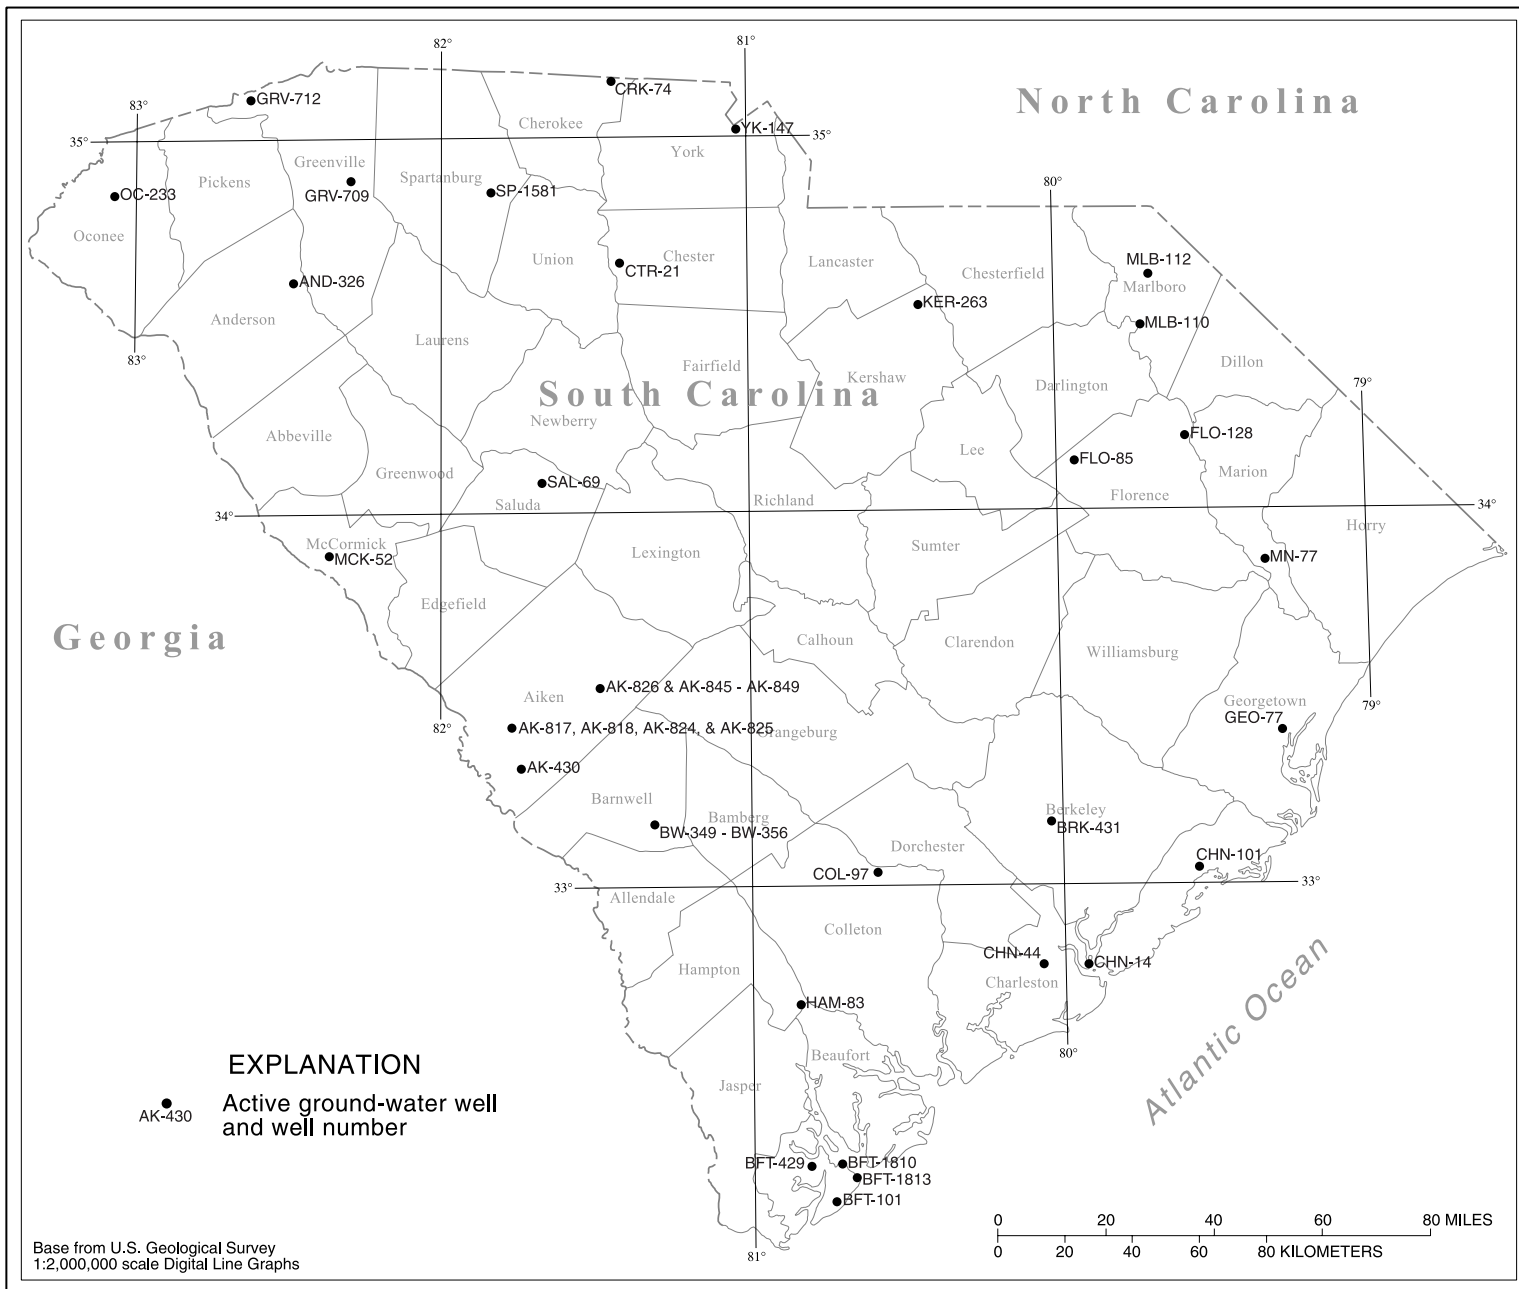 82°
81°
CRK-74
GRV-712
83°
North Carolina
Cherokee
YK-147
35°
35°
York
Greenville
Pickens
Spartanburg
80°
OC-233
GRV-709
SP-1581
Oconee
Union
Chester
Lancaster
MLB-112
CTR-21
Chesterfield
Marlboro
AND-326
KER-263
Anderson
MLB-110
Laurens
83°
Fairfield
Kershaw
Dillon
Darlington
79°
South Carolina
Newberry
Abbeville
FLO-128
Lee
FLO-85
Greenwood
Marion
SAL-69
Saluda
Richland
Florence
34°
34°
Horry
McCormick
Lexington
Sumter
MCK-52
MN-77
Edgefield
Georgia
Calhoun
Clarendon
Williamsburg
AK-826 & AK-845 - AK-849
Aiken
Georgetown
79°
82°
AK-817, AK-818, AK-824, & AK-825
Orangeburg
GEO-77
AK-430
Barnwell
Bamberg
Berkeley
BW-349 - BW-356
BRK-431
Dorchester
CHN-101
COL-97
33°
33°
Allendale
Colleton
CHN-44
CHN-14
Hampton
Charleston
HAM-83
Atlantic Ocean
80°
Beaufort
Jasper
EXPLANATION
AK-430
Active ground-water well
and well number
BFT-429
BFT-1810
BFT-1813
BFT-101
81°
0 20 40 60 80 MILES
0 20 40 60 80 KILOMETERS
Base from U.S. Geological Survey
1:2,000,000 scale Digital Line Graphs